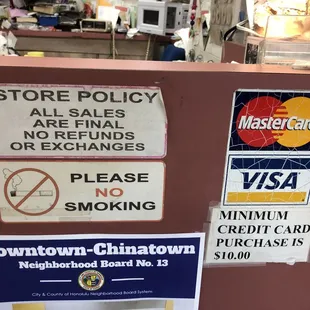 STORE POLICY
ALL SALES
ARE FINAL
NO REFUNDS
OR EXCHANGES
PLEASE
NO
SMOKING
MasterCard
VISA
MINIMUM
CREDIT CARD
PURCHASE IS
$10.00
owntown-Chinatown
Neighborhood Board No. 13
City & County of Honolulu Neighborhood Board System